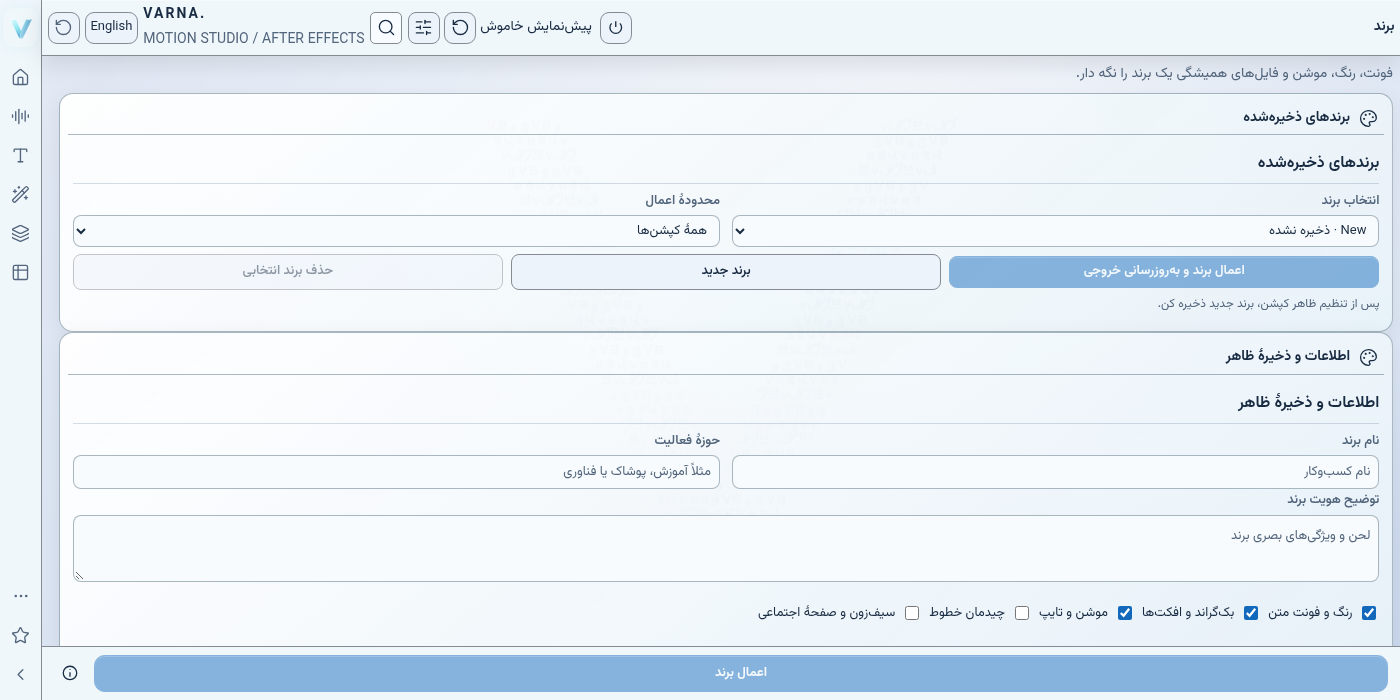 برند
پیش‌نمایش خاموش
VARNA.
MOTION STUDIO / AFTER EFFECTS
English
فونت، رنگ، موشن و فایل‌های همیشگی یک برند را نگه دار.
برندهای ذخیره‌شده
برندهای ذخیره‌شده
انتخاب برند
محدودهٔ اعمال
New · ذخیره نشده
همهٔ کپشن‌ها
اعمال برند و به‌روزرسانی خروجی
برند جدید
حذف برند انتخابی
پس از تنظیم ظاهر کپشن، برند جدید ذخیره کن.
اطلاعات و ذخیرهٔ ظاهر
اطلاعات و ذخیرهٔ ظاهر
نام برند
حوزهٔ فعالیت
نام کسب‌وکار
مثلاً آموزش، پوشاک یا فناوری
توضیح هویت برند
لحن و ویژگی‌های بصری برند
رنگ و فونت متن
بک‌گراند و افکت‌ها
موشن و تایپ
چیدمان خطوط
سیف‌زون و صفحهٔ اجتماعی
اعمال برند